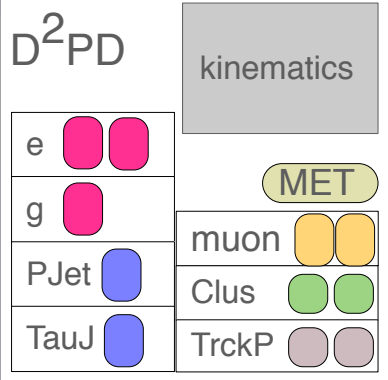 D²PD
kinematics
e
g
PJet
TauJ
MET
muon
Clus
TrckP